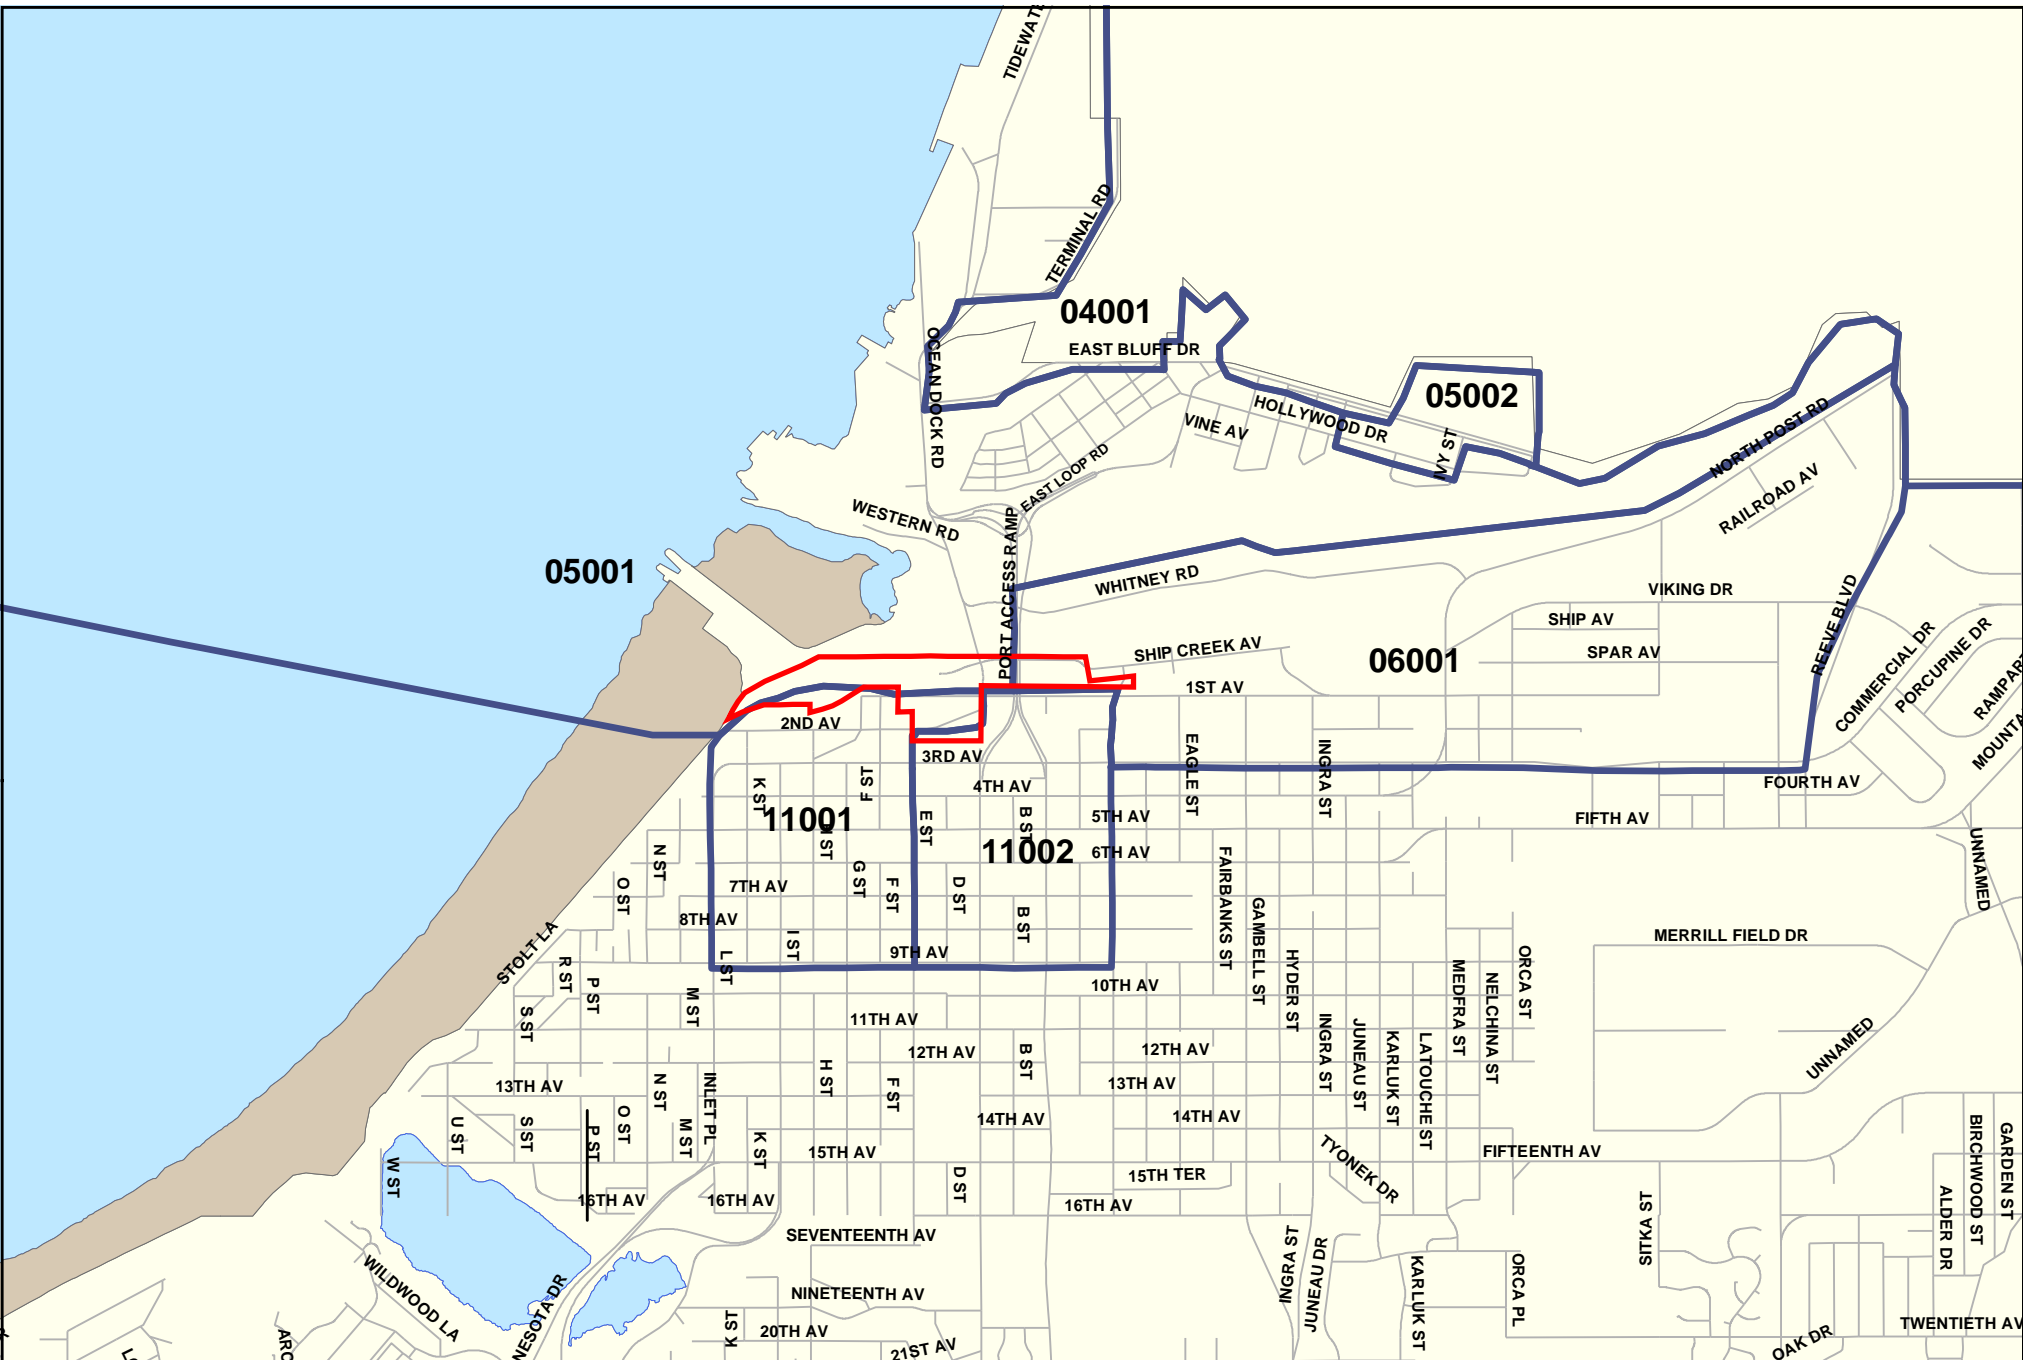 TIDEWAT
TERMINAL RD
04001
EAST BLUFF DR
OCEAN DOCK RD
05002
HOLLYWOOD DR
VINE AV
IVY ST
NORTH POST RD
RAILROAD AV
EAST LOOP RD
WESTERN RD
PORT ACCESS RAMP
05001
WHITNEY RD
VIKING DR
SHIP AV
REEVE BLVD
COMMERCIAL DR
PORCUPINE DR
RAMPAR
MOUNTA
SHIP CREEK AV
06001
SPAR AV
1ST AV
2ND AV
3RD AV
EAGLE ST
INGRA ST
FOURTH AV
4TH AV
K ST
F ST
11001
H ST
E ST
B ST
5TH AV
FIFTH AV
11002
6TH AV
UNNAMED
N ST
G ST
F ST
7TH AV
O ST
D ST
B ST
FAIRBANKS ST
GAMBELL ST
8TH AV
I ST
9TH AV
MERRILL FIELD DR
STOLT LA
L ST
R ST
P ST
HYDER ST
MEDFRA ST
NELCHINA ST
ORCA ST
10TH AV
M ST
S ST
11TH AV
INGRA ST
JUNEAU ST
KARLUK ST
LATOUCHE ST
UNNAMED
12TH AV
B ST
12TH AV
13TH AV
N ST
INLET PL
H ST
F ST
13TH AV
U ST
S ST
P ST
O ST
M ST
K ST
14TH AV
14TH AV
15TH AV
TYONEK DR
FIFTEENTH AV
BIRCHWOOD ST
GARDEN ST
W ST
D ST
15TH TER
16TH AV
16TH AV
16TH AV
SITKA ST
ALDER DR
SEVENTEENTH AV
INGRA ST
JUNEAU DR
KARLUK ST
ORCA PL
WILDWOOD LA
NESOTA DR
NINETEENTH AV
K ST
20TH AV
21ST AV
TWENTIETH AV
OAK DR
ARC